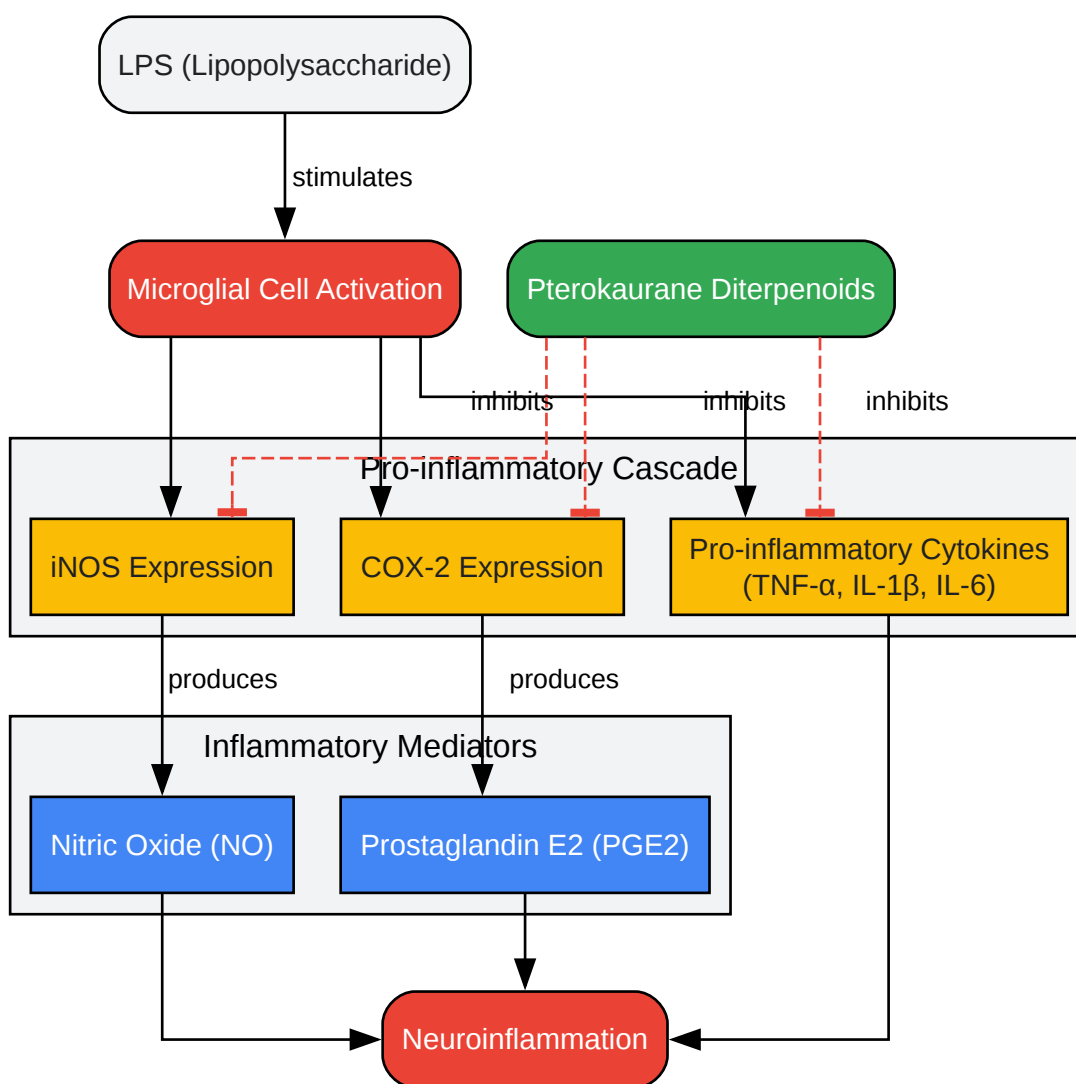 LPS (Lipopolysaccharide)
stimulates
Microglial Cell Activation
Pterokaurane Diterpenoids
inhibits
inhibits
inhibits
Pro-inflammatory Cascade
iNOS Expression
COX-2 Expression
Pro-inflammatory Cytokines
(TNF-α, IL-1β, IL-6)
produces
produces
Inflammatory Mediators
Nitric Oxide (NO)
Prostaglandin E2 (PGE2)
Neuroinflammation